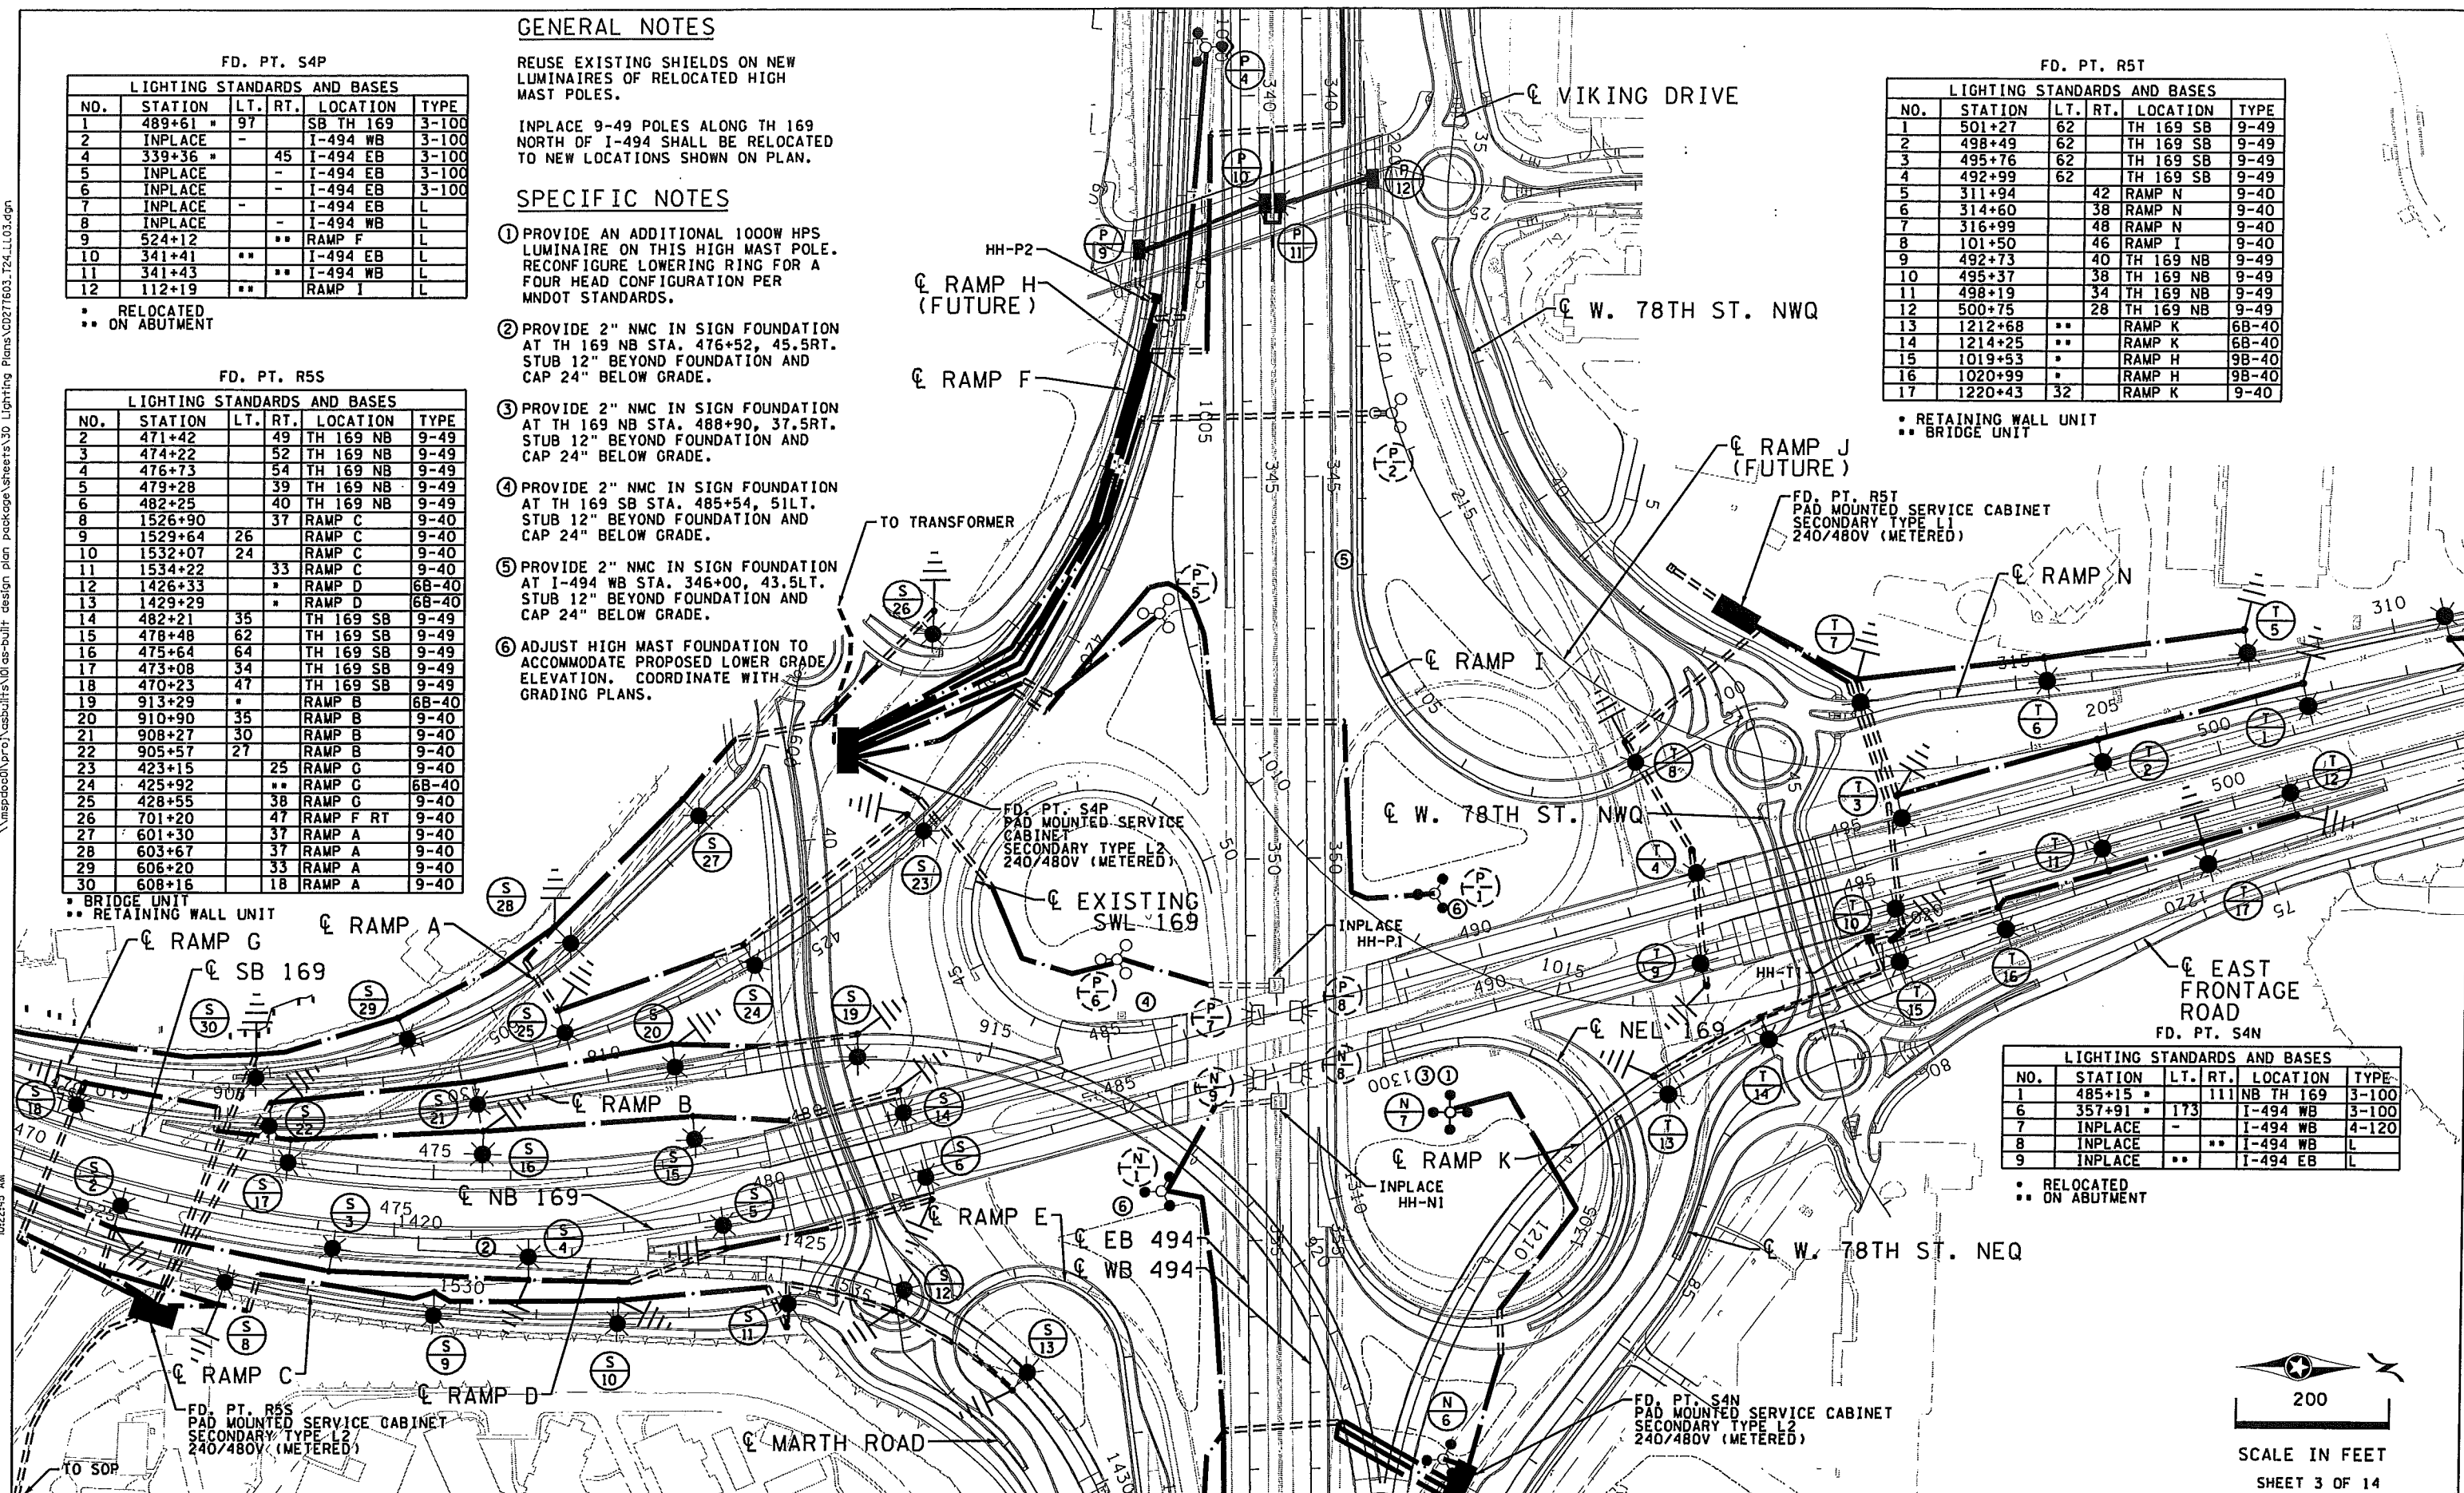 GENERAL NOTES
REUSE EXISTING SHIELDS ON NEW
LUMINAIRES OF RELOCATED HIGH
MAST POLES.
INPLACE 9-49 POLES ALONG TH 169
NORTH OF I-494 SHALL BE RELOCATED
TO NEW LOCATIONS SHOWN ON PLAN.
SPECIFIC NOTES
① PROVIDE AN ADDITIONAL 1000W HPS
LUMINAIRE ON THIS HIGH MAST POLE.
RECONFIGURE LOWERING RING FOR A
FOUR HEAD CONFIGURATION PER
MNDOT STANDARDS.
② PROVIDE 2" NMC IN SIGN FOUNDATION
AT TH 169 NB STA. 476+52, 45.5RT.
STUB 12" BEYOND FOUNDATION AND
CAP 24" BELOW GRADE.
③ PROVIDE 2" NMC IN SIGN FOUNDATION
AT TH 169 NB STA. 488+90, 37.5RT.
STUB 12" BEYOND FOUNDATION AND
CAP 24" BELOW GRADE.
④ PROVIDE 2" NMC IN SIGN FOUNDATION
AT TH 169 SB STA. 485+54, 51LT.
STUB 12" BEYOND FOUNDATION AND
CAP 24" BELOW GRADE.
⑤ PROVIDE 2" NMC IN SIGN FOUNDATION
AT I-494 WB STA. 346+00, 43.5LT.
STUB 12" BEYOND FOUNDATION AND
CAP 24" BELOW GRADE.
⑥ ADJUST HIGH MAST FOUNDATION TO
ACCOMMODATE PROPOSED LOWER GRADE
ELEVATION. COORDINATE WITH
GRADING PLANS.
FD. PT. S4P
LIGHTING STANDARDS AND BASES
NO. STATION LT. RT. LOCATION TYPE
1 489+61 * 97 SB TH 169 3-100
2 INPLACE - I-494 WB 3-100
4 339+36 * 45 I-494 EB 3-100
5 INPLACE - I-494 EB 3-100
6 INPLACE - I-494 EB 3-100
7 INPLACE - I-494 EB L
8 INPLACE - I-494 WB L
9 524+12 ** RAMP F L
10 341+41 ** I-494 EB L
11 341+43 ** I-494 WB L
12 112+19 ** RAMP I L
* RELOCATED
** ON ABUTMENT
FD. PT. R5S
LIGHTING STANDARDS AND BASES
NO. STATION LT. RT. LOCATION TYPE
2 471+42 49 TH 169 NB 9-49
3 474+22 52 TH 169 NB 9-49
4 476+73 54 TH 169 NB 9-49
5 479+28 39 TH 169 NB 9-49
6 482+25 40 TH 169 NB 9-49
8 1526+90 37 RAMP C 9-40
9 1529+64 26 RAMP C 9-40
10 1532+07 24 RAMP C 9-40
11 1534+22 33 RAMP C 9-40
12 1426+33 * RAMP D 6B-40
13 1429+29 * RAMP D 6B-40
14 482+21 35 TH 169 SB 9-49
15 478+48 62 TH 169 SB 9-49
16 475+64 64 TH 169 SB 9-49
17 473+08 34 TH 169 SB 9-49
18 470+23 47 TH 169 SB 9-49
19 913+29 * RAMP B 6B-40
20 910+90 35 RAMP B 9-40
21 908+27 30 RAMP B 9-40
22 905+57 27 RAMP B 9-40
23 423+15 25 RAMP G 9-40
24 425+92 ** RAMP G 6B-40
25 428+55 38 RAMP G 9-40
26 701+20 47 RAMP F RT 9-40
27 601+30 37 RAMP A 9-40
28 603+67 37 RAMP A 9-40
29 606+20 33 RAMP A 9-40
30 608+16 18 RAMP A 9-40
* BRIDGE UNIT
** RETAINING WALL UNIT
FD. PT. R5T
LIGHTING STANDARDS AND BASES
NO. STATION LT. RT. LOCATION TYPE
1 501+27 62 TH 169 SB 9-49
2 498+49 62 TH 169 SB 9-49
3 495+76 62 TH 169 SB 9-49
4 492+99 62 TH 169 SB 9-49
5 311+94 42 RAMP N 9-40
6 314+60 38 RAMP N 9-40
7 316+99 48 RAMP N 9-40
8 101+50 46 RAMP I 9-40
9 492+73 40 TH 169 NB 9-49
10 495+37 38 TH 169 NB 9-49
11 498+19 34 TH 169 NB 9-49
12 500+75 28 TH 169 NB 9-49
13 1212+68 ** RAMP K 6B-40
14 1214+25 ** RAMP K 6B-40
15 1019+53 * RAMP H 9B-40
16 1020+99 * RAMP H 9B-40
17 1220+43 32 RAMP K 9-40
* RETAINING WALL UNIT
** BRIDGE UNIT
℄ VIKING DRIVE
HH-P2
℄ RAMP H
(FUTURE)
℄ RAMP F
℄ W. 78TH ST. NWQ
℄ RAMP J
(FUTURE)
FD. PT. R5T
PAD MOUNTED SERVICE CABINET
SECONDARY TYPE L1
240/480V (METERED)
TO TRANSFORMER
℄ RAMP N
℄ RAMP I
FD. PT. S4P
PAD MOUNTED SERVICE
CABINET
SECONDARY TYPE L2
240/480V (METERED)
℄ W. 78TH ST. NWQ
℄ EXISTING
SWL 169
INPLACE
HH-P1
HH-T1
℄ RAMP G
℄ RAMP A
℄ SB 169
℄ EAST
FRONTAGE
ROAD
℄ NEL 169
℄ RAMP B
℄ RAMP K
INPLACE
HH-N1
℄ NB 169
℄ RAMP E
℄ EB 494
℄ WB 494
℄ W. 78TH ST. NEQ
℄ RAMP C
℄ RAMP D
℄ MARTH ROAD
FD. PT. R5S
PAD MOUNTED SERVICE CABINET
SECONDARY TYPE L2
240/480V (METERED)
TO SOP
FD. PT. S4N
PAD MOUNTED SERVICE CABINET
SECONDARY TYPE L2
240/480V (METERED)
FD. PT. S4N
LIGHTING STANDARDS AND BASES
NO. STATION LT. RT. LOCATION TYPE
1 485+15 * 111 NB TH 169 3-100
6 357+91 * 173 I-494 WB 3-100
7 INPLACE - I-494 WB 4-120
8 INPLACE ** I-494 WB L
9 INPLACE ** I-494 EB L
* RELOCATED
** ON ABUTMENT
200
SCALE IN FEET
SHEET 3 OF 14